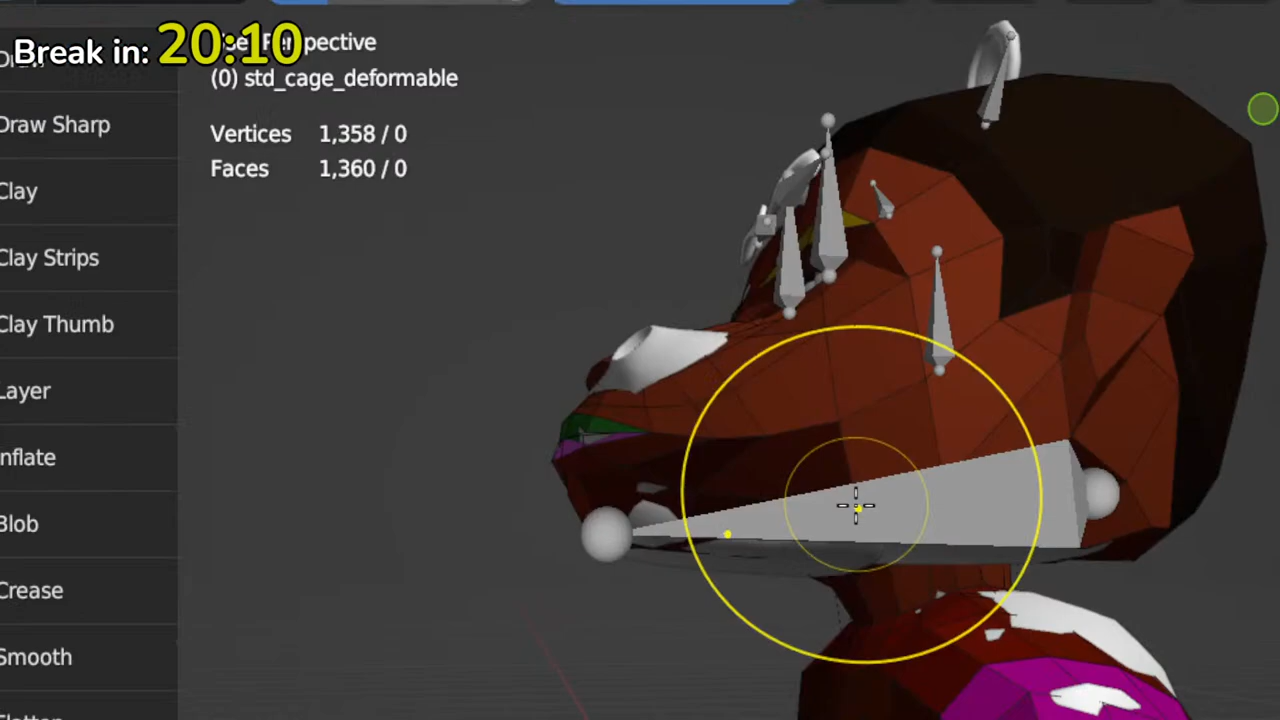 Break in: 20:10
Perspective
(0) std_cage_deformable
Vertices 1,358 / 0
Faces 1,360 / 0
Draw Sharp
Clay
Clay Strips
Clay Thumb
Layer
nflate
Blob
Crease
Smooth